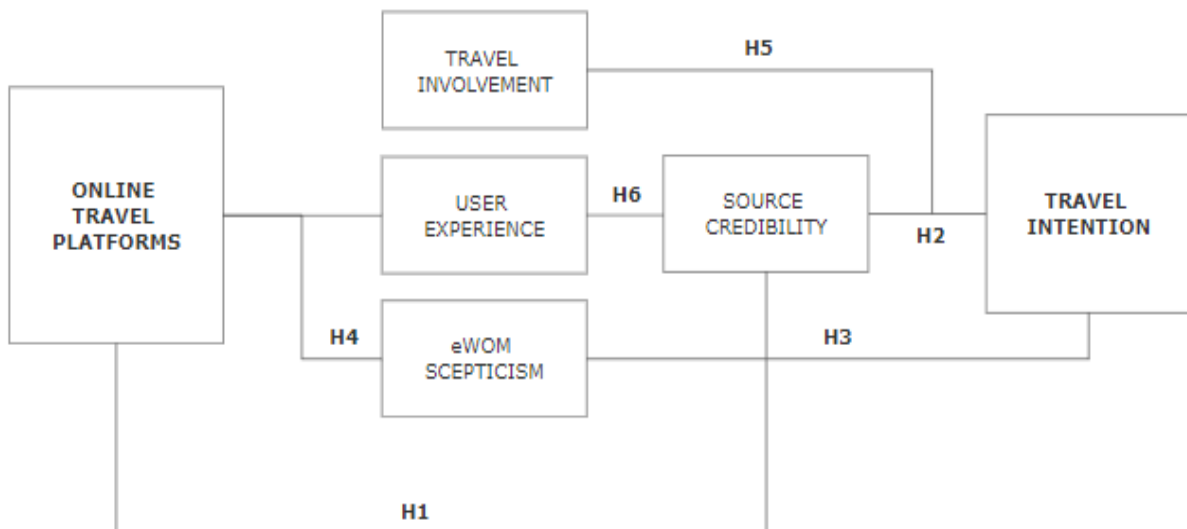 TRAVEL
INVOLVEMENT
H5
ONLINE
TRAVEL
PLATFORMS
USER
EXPERIENCE
H6
SOURCE
CREDIBILITY
H2
TRAVEL
INTENTION
H4
eWOM
SCEPTICISM
H3
H1